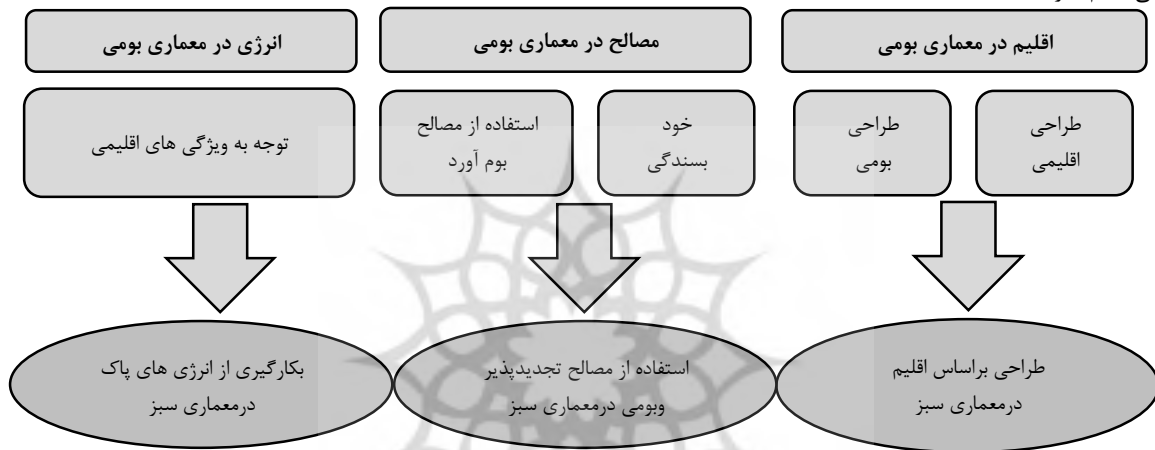 اقلیم در معماری بومی
مصالح در معماری بومی
انرژی در معماری بومی
طراحی
اقلیمی
طراحی
بومی
خود
بسندگی
استفاده از مصالح
بوم آورد
توجه به ویژگی های اقلیمی
طراحی براساس اقلیم
درمعماری سبز
استفاده از مصالح تجدیدپذیر
وبومی درمعماری سبز
بکارگیری از انرژی های پاک
درمعماری سبز